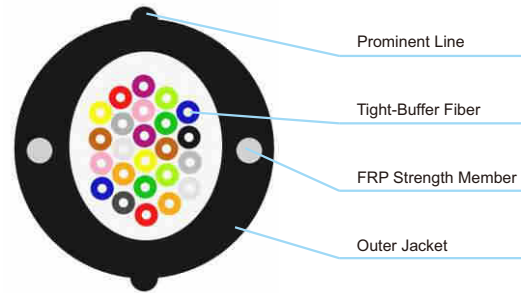 Prominent Line
Tight-Buffer Fiber
FRP Strength Member
Outer Jacket